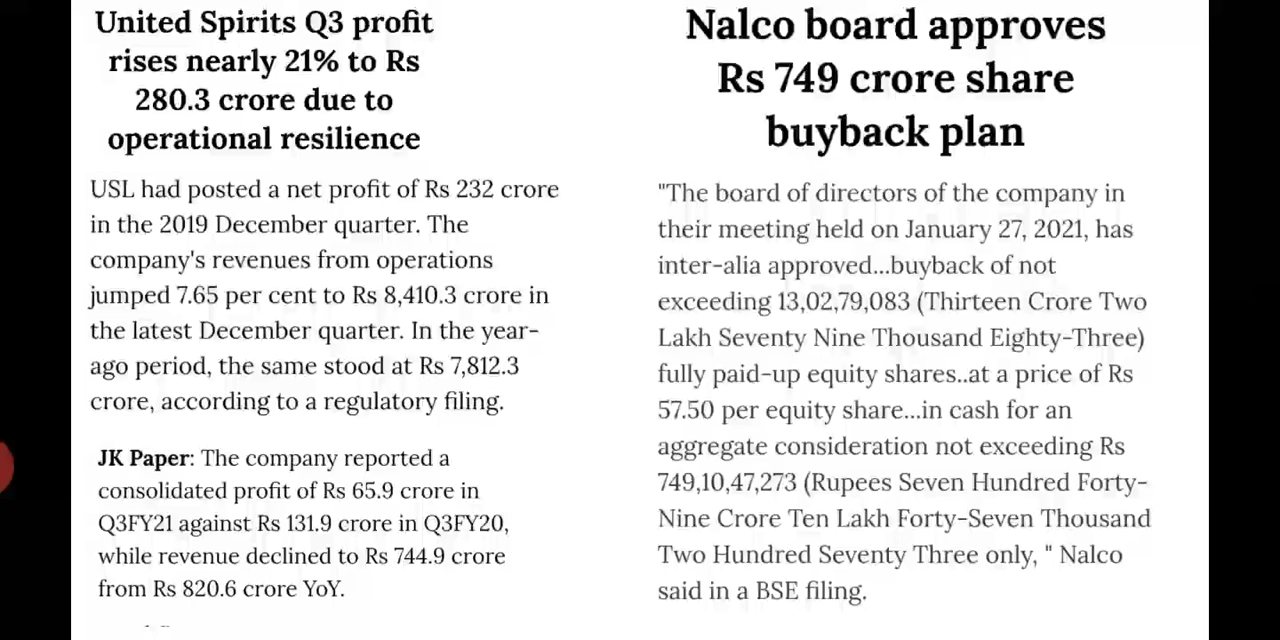 United Spirits Q3 profit
rises nearly 21% to Rs
280.3 crore due to
operational resilience
USL had posted a net profit of Rs 232 crore
in the 2019 December quarter. The
company's revenues from operations
jumped 7.65 per cent to Rs 8,410.3 crore in
the latest December quarter. In the year-
ago period, the same stood at Rs 7,812.3
crore, according to a regulatory filing.
JK Paper: The company reported a
consolidated profit of Rs 65.9 crore in
Q3FY21 against Rs 131.9 crore in Q3FY20,
while revenue declined to Rs 744.9 crore
from Rs 820.6 crore YoY.
Nalco board approves
Rs 749 crore share
buyback plan
"The board of directors of the company in
their meeting held on January 27, 2021, has
inter-alia approved...buyback of not
exceeding 13,02,79,083 (Thirteen Crore Two
Lakh Seventy Nine Thousand Eighty-Three)
fully paid-up equity shares..at a price of Rs
57.50 per equity share...in cash for an
aggregate consideration not exceeding Rs
749,10,47,273 (Rupees Seven Hundred Forty-
Nine Crore Ten Lakh Forty-Seven Thousand
Two Hundred Seventy Three only, " Nalco
said in a BSE filing.